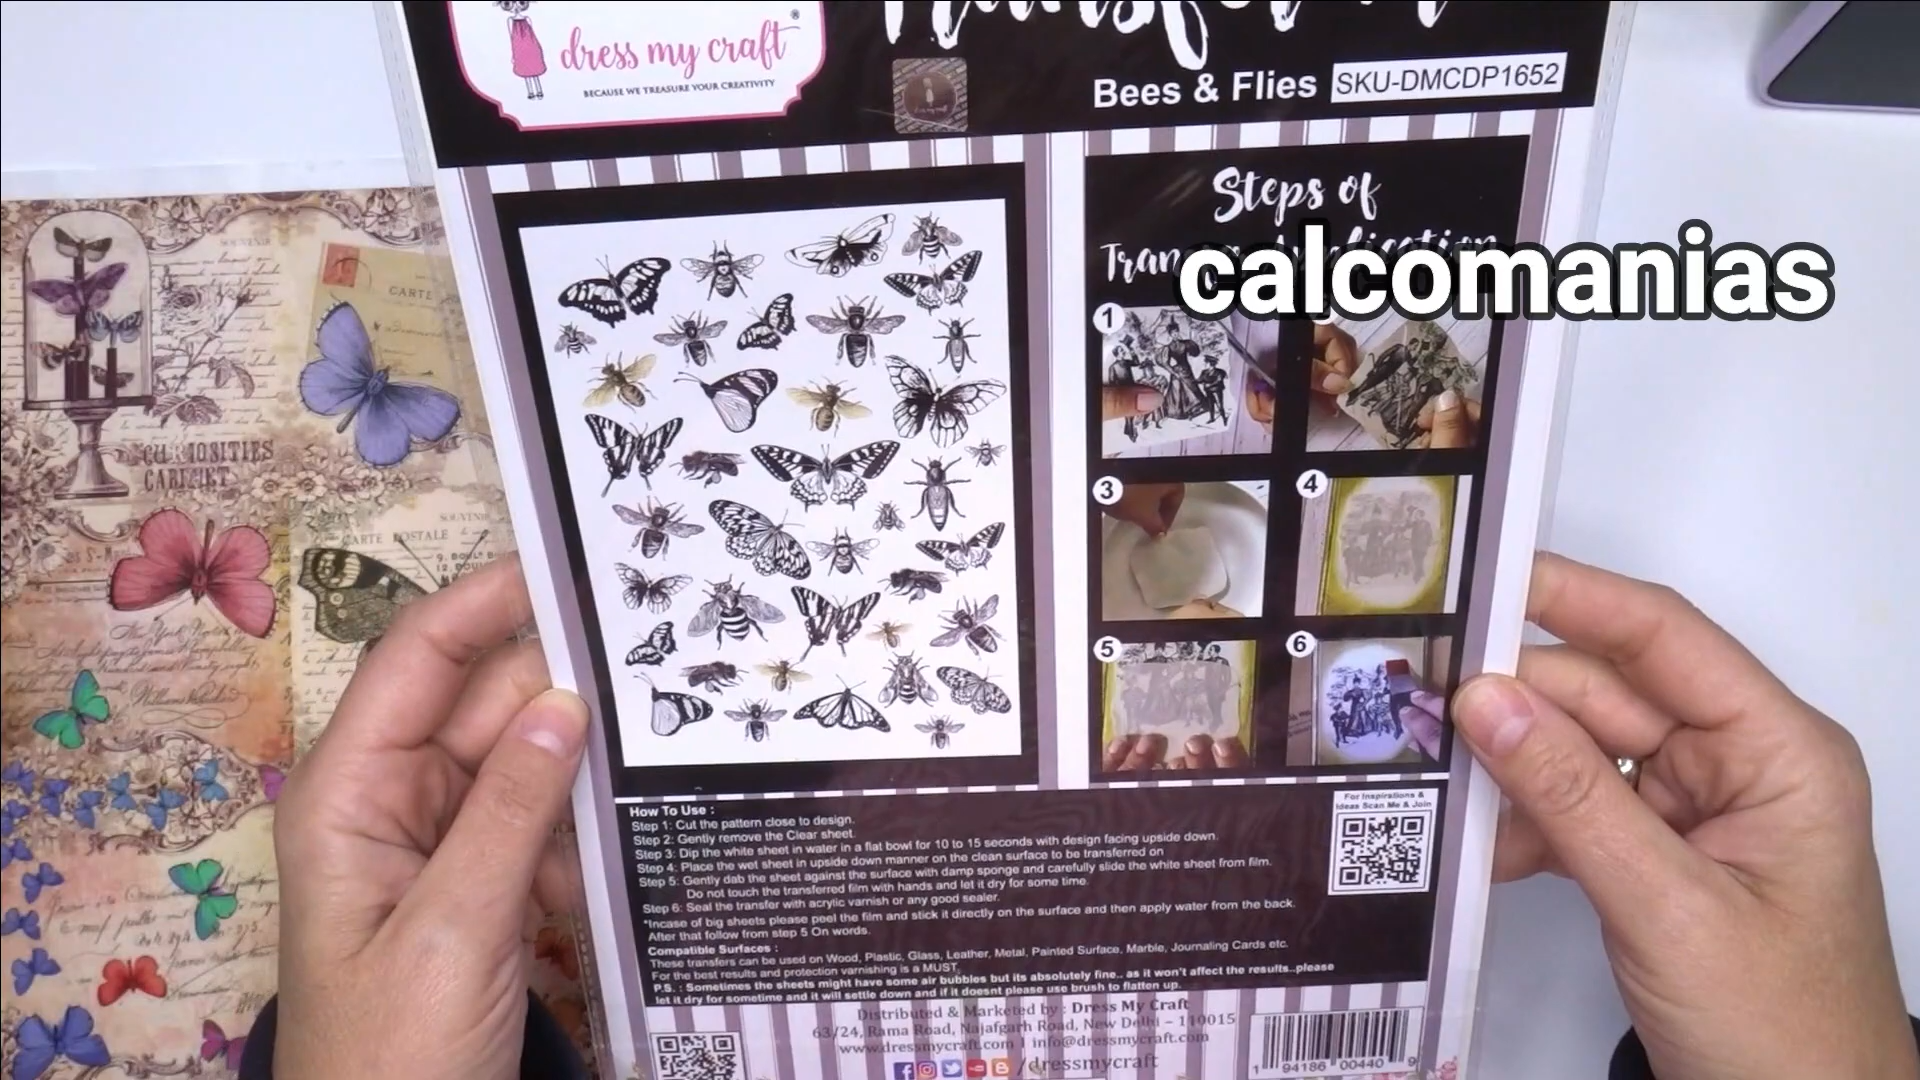 dress my craft®
BECAUSE WE TREASURE YOUR CREATIVITY
Bees & Flies SKU-DMCDP1652
Steps of
calcomanias
1
3
4
5
6
How To Use :
Step 1: Cut the pattern close to design.
Step 2: Gently remove the Clear sheet.
Step 3: Dip the white sheet in water in a flat bowl for 10 to 15 seconds with design facing upside down.
Step 4: Place the wet sheet in upside down manner on the clean surface to be transferred on
Step 5: Gently dab the sheet against the surface with damp sponge and carefully slide the white sheet from film.
Do not touch the transferred film with hands and let it dry for some time.
Step 6: Seal the transfer with acrylic varnish or any good sealer.
*Incase of big sheets please peel the film and stick it directly on the surface and then apply water from the back.
After that follow from step 5 On words.
Compatible Surfaces :
These transfers can be used on Wood, Plastic, Glass, Leather, Metal, Painted Surface, Marble, Journaling Cards etc.
For the best results and protection varnishing is a MUST.
P.S. : Sometimes the sheets might have some air bubbles but its absolutely fine.. as it won't affect the results..please
let it dry for sometime and it will settle down and if it doesnt please use brush to flatten up.
For Inspirations &
Ideas Scan Me & Join
Distributed & Marketed by : Dress My Craft
63/24, Rama Road, Najafgarh Road, New Delhi - 110015
www.dressmycraft.com | info@dressmycraft.com
/dressmycraft
1 94186 00440 9
SOUVENIR
CARTE
CURIOSITIES
CABINET
SOUVENIR
CARTE POSTALE